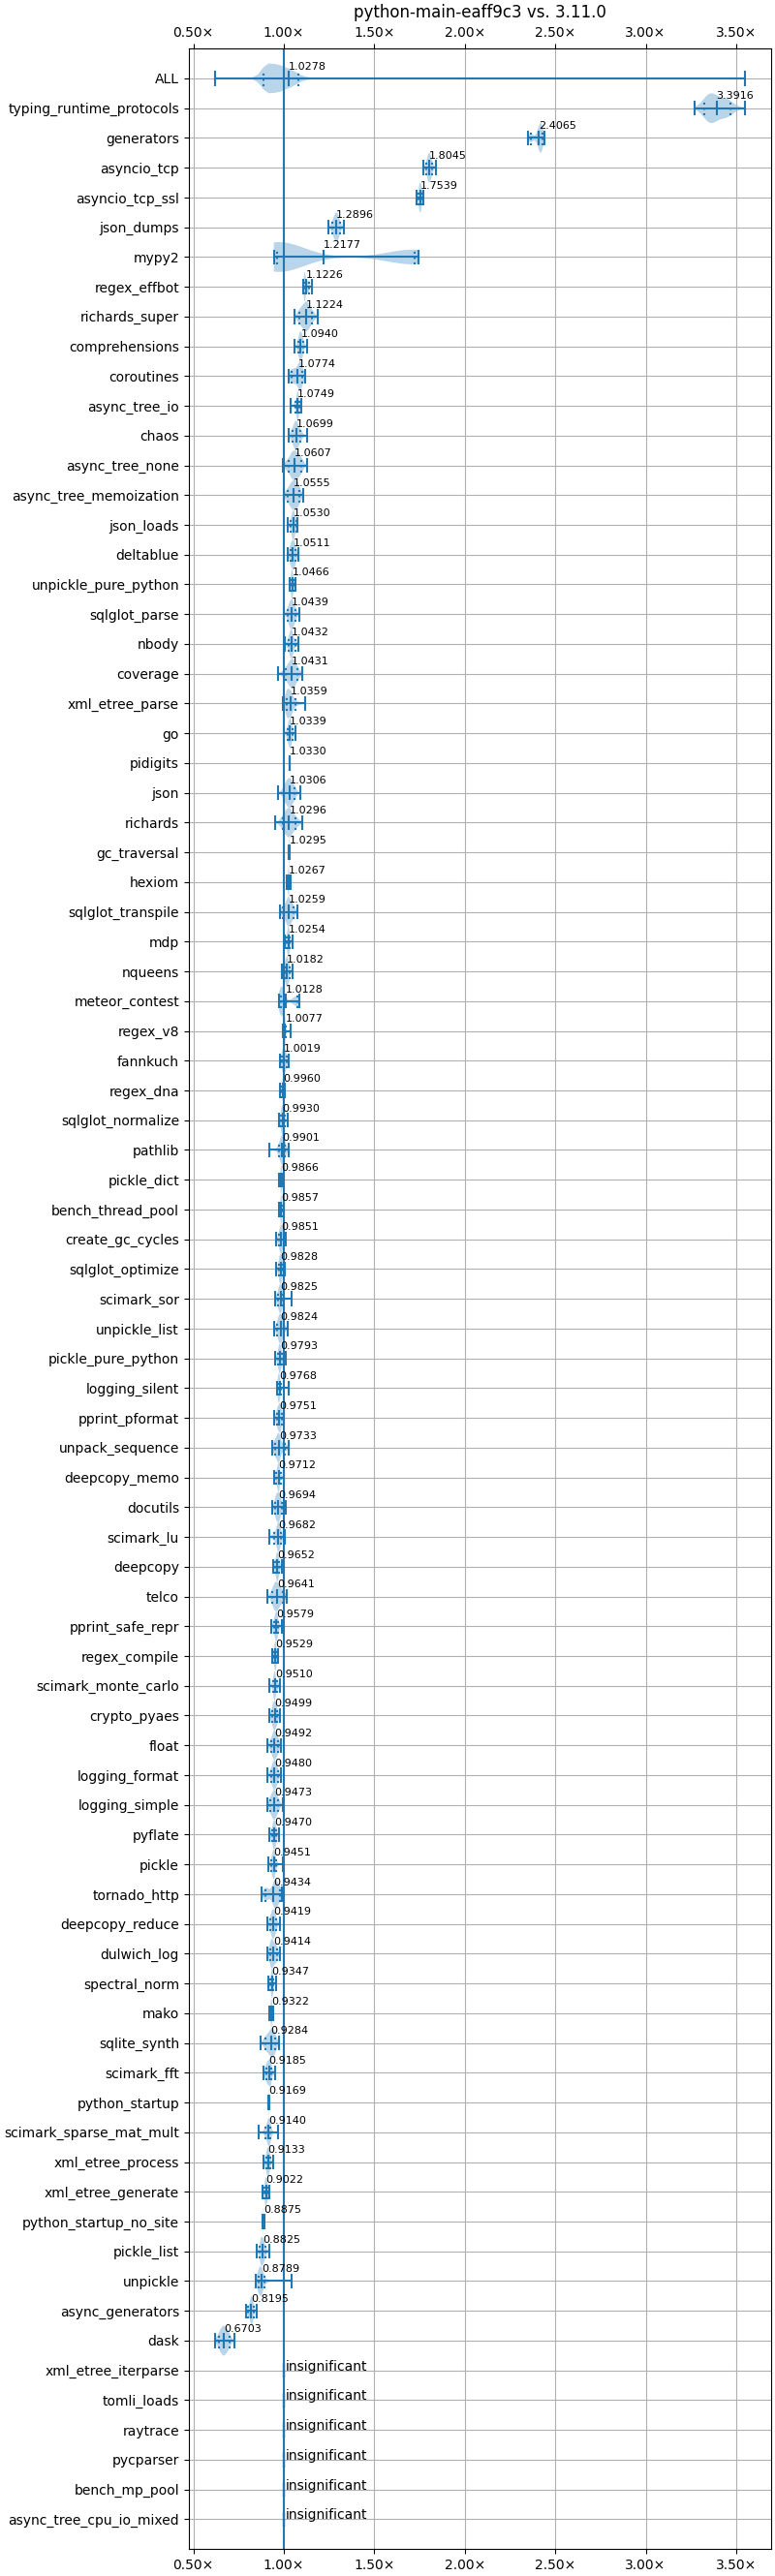 python-main-eaff9c3 vs. 3.11.0
0.50× 1.00× 1.50× 2.00× 2.50× 3.00× 3.50×
ALL 1.0278
typing_runtime_protocols 3.3916
generators 2.4065
asyncio_tcp 1.8045
asyncio_tcp_ssl 1.7539
json_dumps 1.2896
mypy2 1.2177
regex_effbot 1.1226
richards_super 1.1224
comprehensions 1.0940
coroutines 1.0774
async_tree_io 1.0749
chaos 1.0699
async_tree_none 1.0607
async_tree_memoization 1.0555
json_loads 1.0530
deltablue 1.0511
unpickle_pure_python 1.0466
sqlglot_parse 1.0439
nbody 1.0432
coverage 1.0431
xml_etree_parse 1.0359
go 1.0339
pidigits 1.0330
json 1.0306
richards 1.0296
gc_traversal 1.0295
hexiom 1.0267
sqlglot_transpile 1.0259
mdp 1.0254
nqueens 1.0182
meteor_contest 1.0128
regex_v8 1.0077
fannkuch 1.0019
regex_dna 0.9960
sqlglot_normalize 0.9930
pathlib 0.9901
pickle_dict 0.9866
bench_thread_pool 0.9857
create_gc_cycles 0.9851
sqlglot_optimize 0.9828
scimark_sor 0.9825
unpickle_list 0.9824
pickle_pure_python 0.9793
logging_silent 0.9768
pprint_pformat 0.9751
unpack_sequence 0.9733
deepcopy_memo 0.9712
docutils 0.9694
scimark_lu 0.9682
deepcopy 0.9652
telco 0.9641
pprint_safe_repr 0.9579
regex_compile 0.9529
scimark_monte_carlo 0.9510
crypto_pyaes 0.9499
float 0.9492
logging_format 0.9480
logging_simple 0.9473
pyflate 0.9470
pickle 0.9451
tornado_http 0.9434
deepcopy_reduce 0.9419
dulwich_log 0.9414
spectral_norm 0.9347
mako 0.9322
sqlite_synth 0.9284
scimark_fft 0.9185
python_startup 0.9169
scimark_sparse_mat_mult 0.9140
xml_etree_process 0.9133
xml_etree_generate 0.9022
python_startup_no_site 0.8875
pickle_list 0.8825
unpickle 0.8789
async_generators 0.8195
dask 0.6703
xml_etree_iterparse insignificant
tomli_loads insignificant
raytrace insignificant
pycparser insignificant
bench_mp_pool insignificant
async_tree_cpu_io_mixed insignificant
0.50× 1.00× 1.50× 2.00× 2.50× 3.00× 3.50×